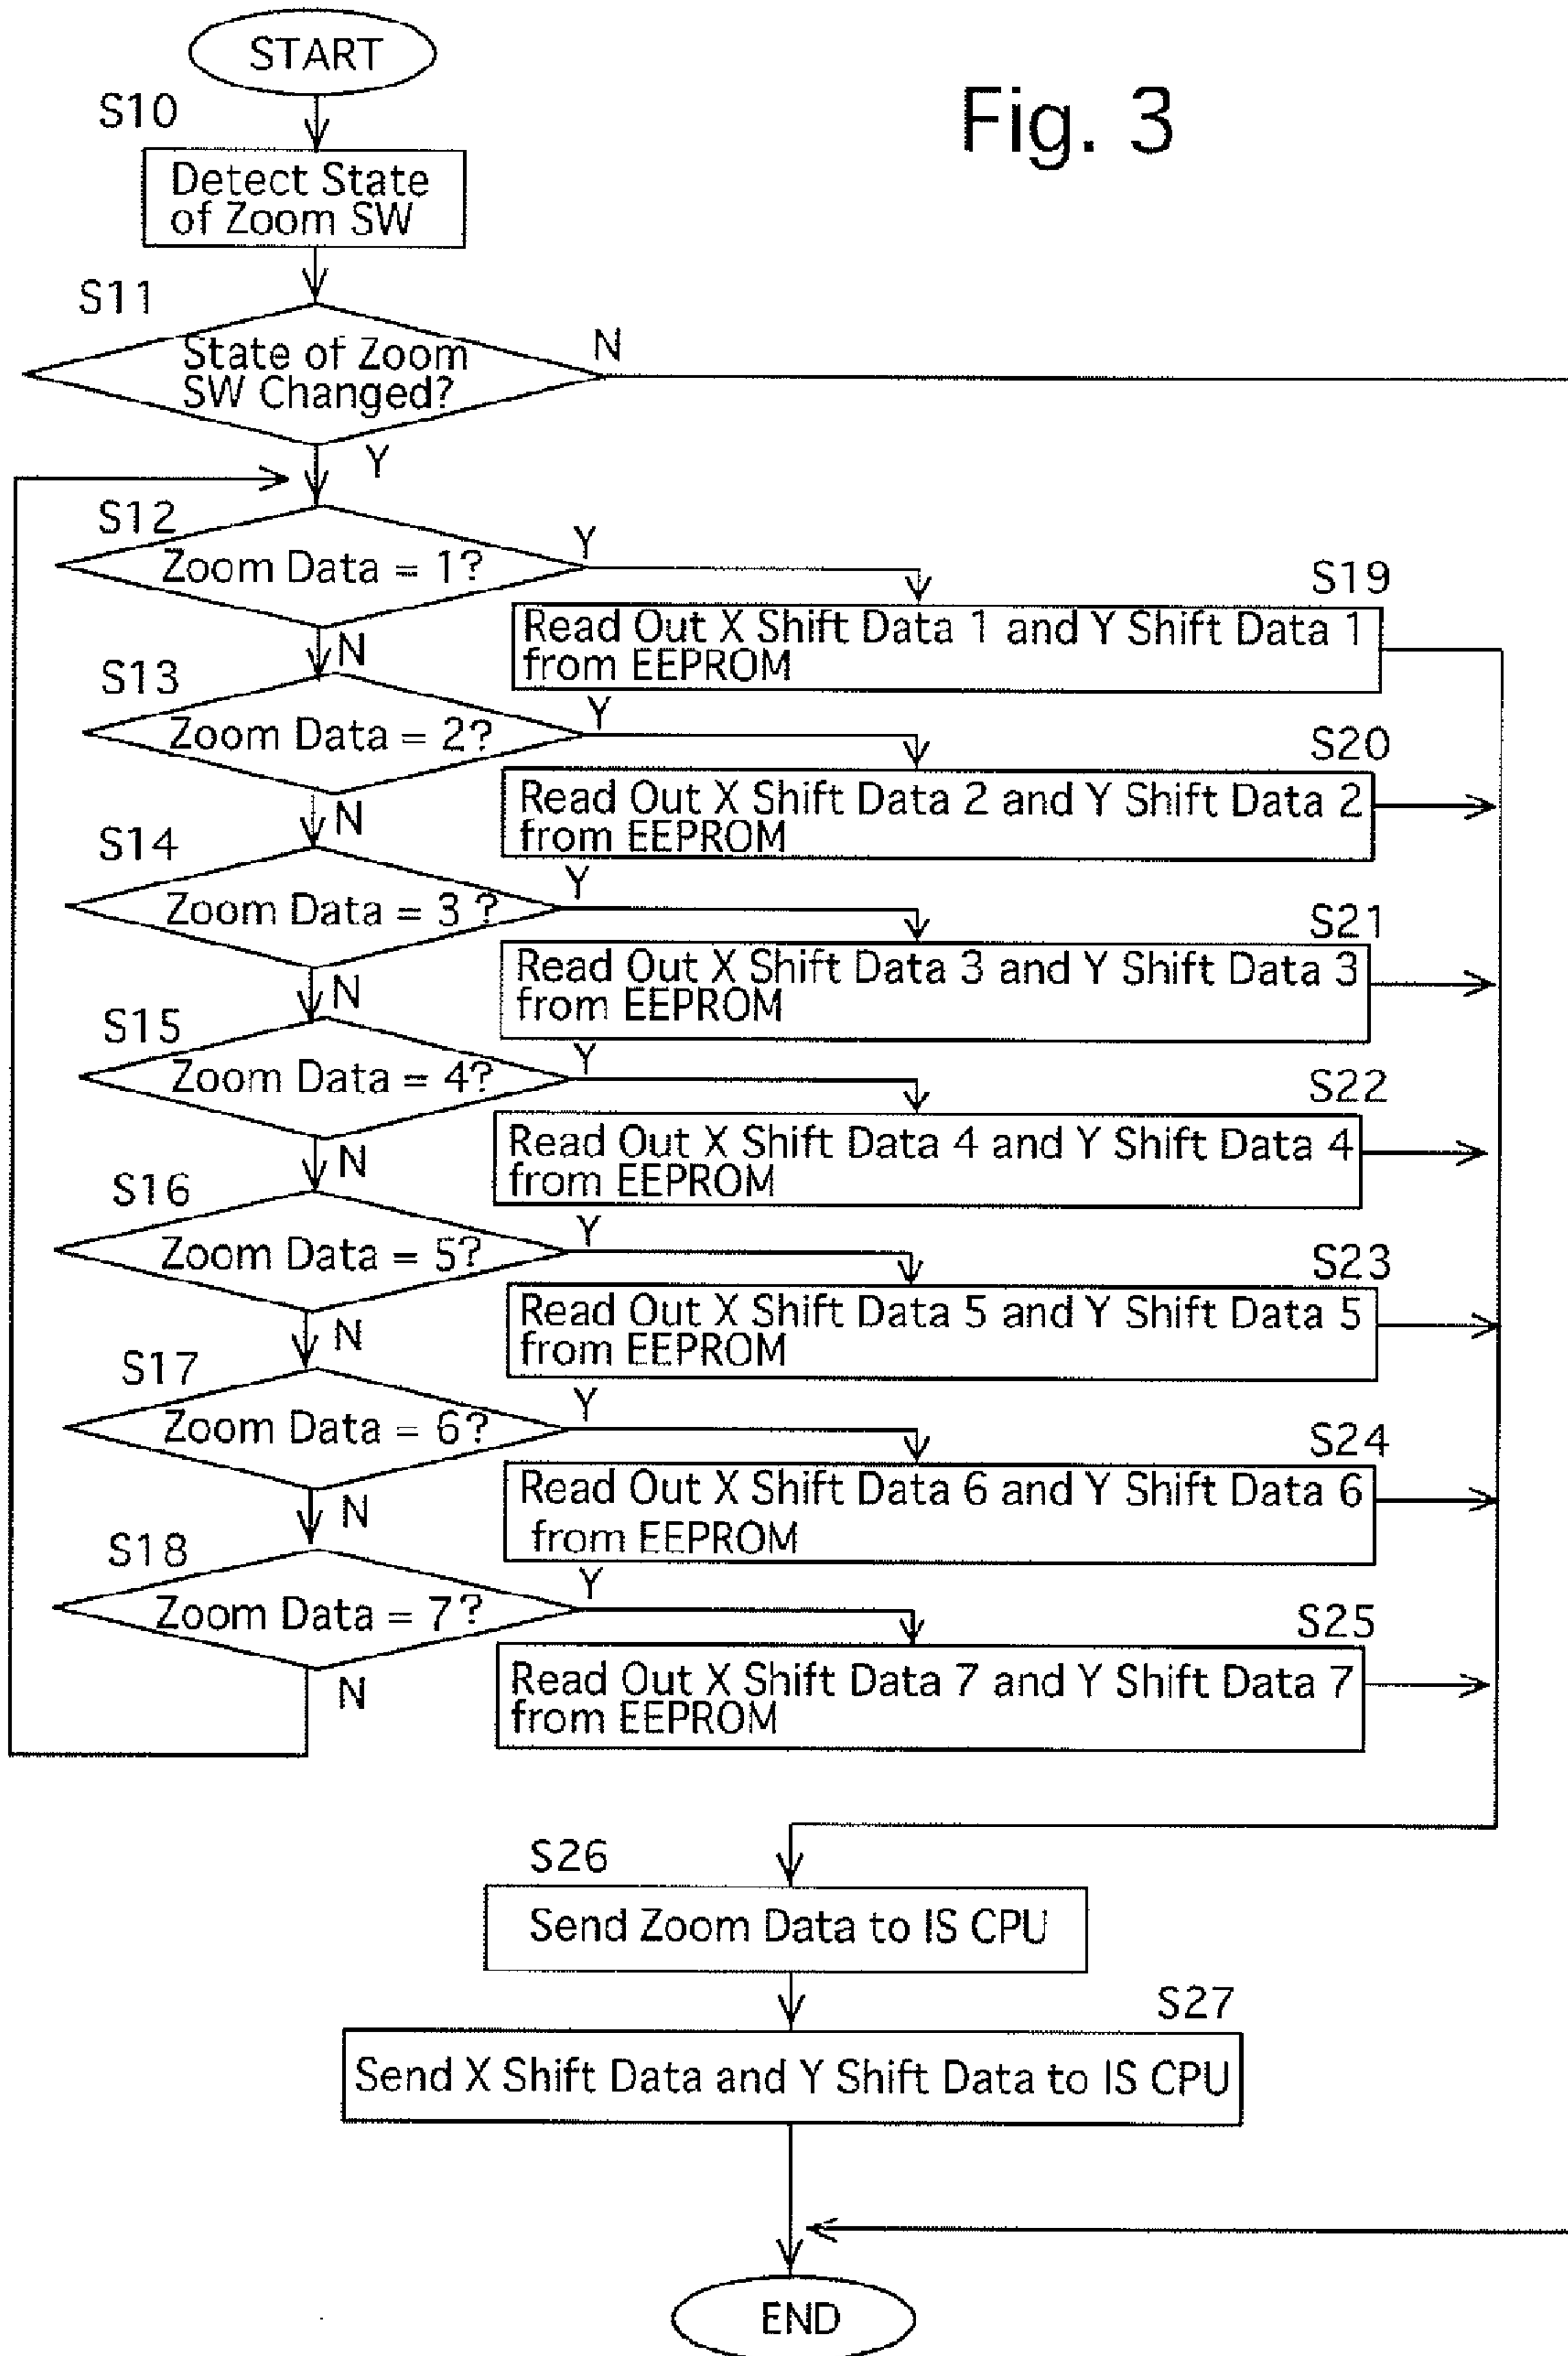 START
Fig. 3
S10
Detect State
of Zoom SW
S11
State of Zoom
SW Changed?
N
Y
S12
Zoom Data = 1?
Y
N
S19
Read Out X Shift Data 1 and Y Shift Data 1
from EEPROM
S13
Zoom Data = 2?
Y
N
S20
Read Out X Shift Data 2 and Y Shift Data 2
from EEPROM
S14
Zoom Data = 3 ?
Y
N
S21
Read Out X Shift Data 3 and Y Shift Data 3
from EEPROM
S15
Zoom Data = 4?
Y
N
S22
Read Out X Shift Data 4 and Y Shift Data 4
from EEPROM
S16
Zoom Data = 5?
Y
N
S23
Read Out X Shift Data 5 and Y Shift Data 5
from EEPROM
S17
Zoom Data = 6?
Y
N
S24
Read Out X Shift Data 6 and Y Shift Data 6
from EEPROM
S18
Zoom Data = 7?
Y
N
S25
Read Out X Shift Data 7 and Y Shift Data 7
from EEPROM
S26
Send Zoom Data to IS CPU
S27
Send X Shift Data and Y Shift Data to IS CPU
END